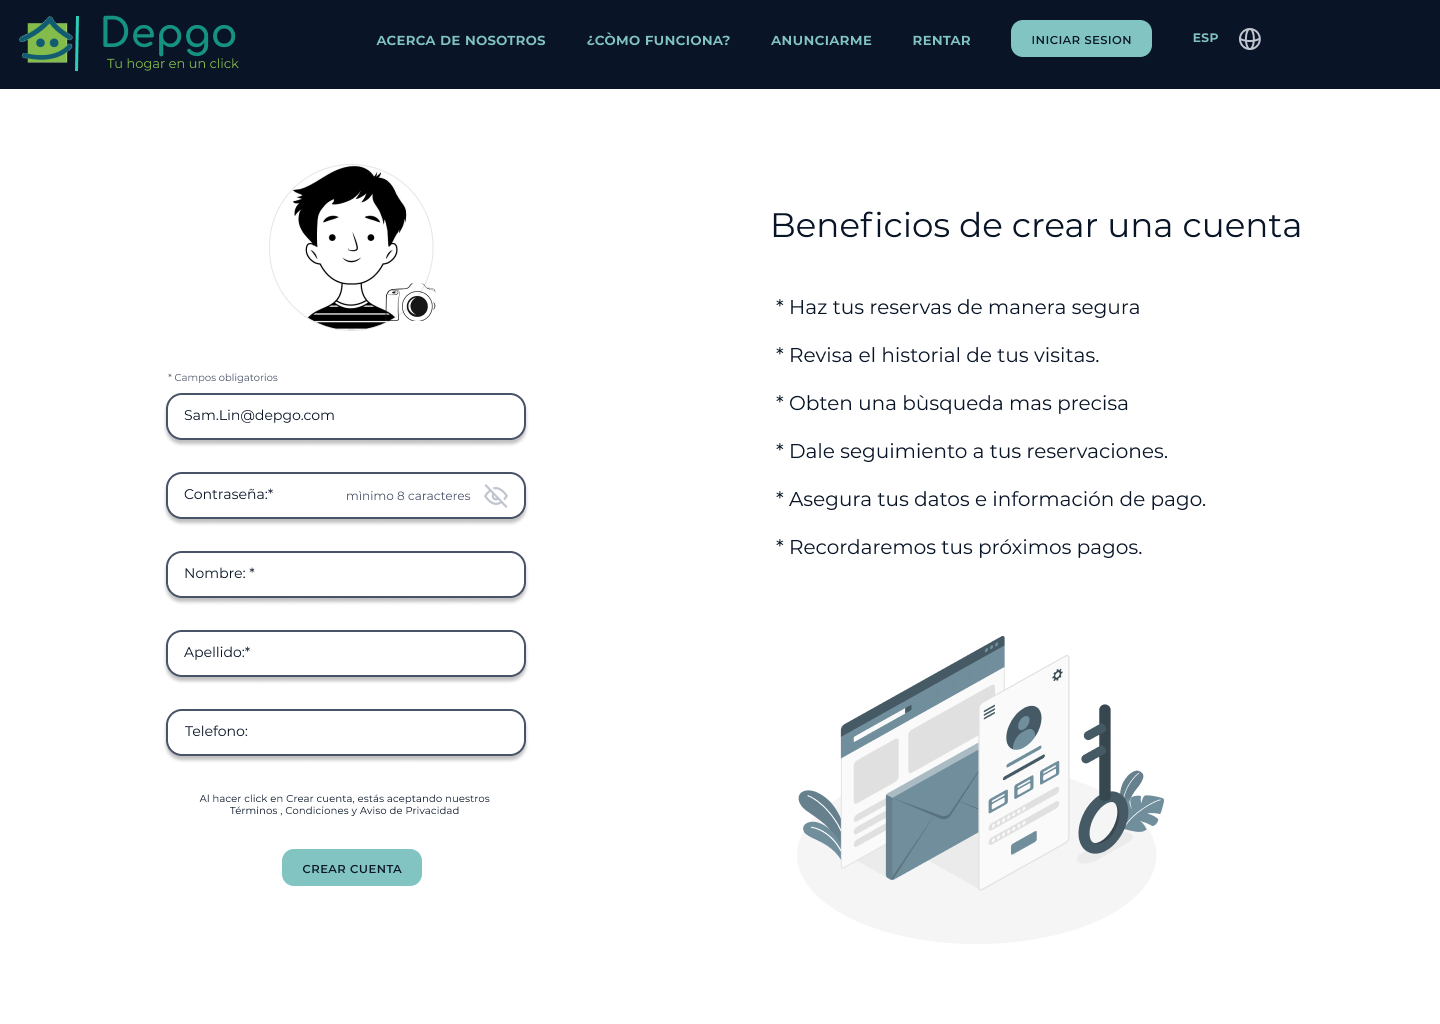 Depgo
Tu hogar en un click
ACERCA DE NOSOTROS
¿CÒMO FUNCIONA?
ANUNCIARME
RENTAR
INICIAR SESION
ESP
* Campos obligatorios
Sam.Lin@depgo.com
Contraseña:*
mìnimo 8 caracteres
Nombre: *
Apellido:*
Telefono:
Al hacer click en Crear cuenta, estás aceptando nuestros
Términos , Condiciones y Aviso de Privacidad
CREAR CUENTA
Beneficios de crear una cuenta
* Haz tus reservas de manera segura
* Revisa el historial de tus visitas.
* Obten una bùsqueda mas precisa
* Dale seguimiento a tus reservaciones.
* Asegura tus datos e información de pago.
* Recordaremos tus próximos pagos.